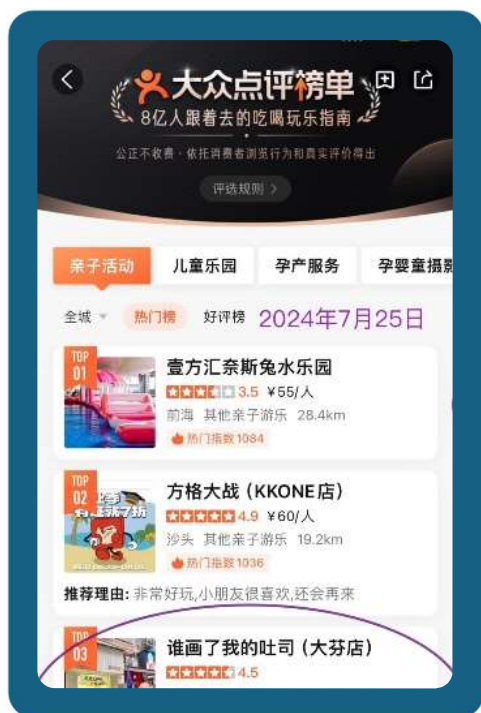 大众点评榜单
8亿人跟着去的吃喝玩乐指南
公正不收费·依托消费者浏览行为和真实评价得出
评选规则 >
亲子活动 儿童乐园 孕产服务 孕婴童摄影
全城 热门榜 好评榜 2024年7月25日
TOP 01
壹方汇奈斯兔水乐园
3.5 ¥55/人
前海 其他亲子游乐 28.4km
热门指数1084
TOP 02
方格大战（KKONE店）
4.9 ¥60/人
沙头 其他亲子游乐 19.2km
热门指数1036
推荐理由: 非常好玩,小朋友很喜欢,还会再来
TOP 03
谁画了我的吐司（大芬店）
4.5